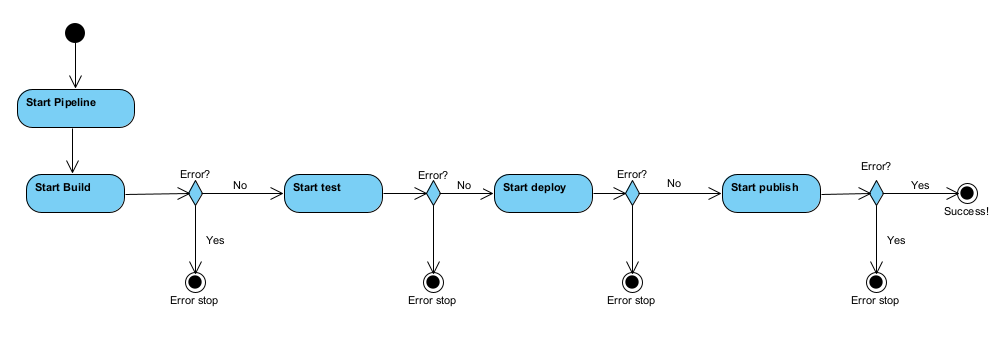 Start Pipeline
Error?
Error?
Error?
Error?
Start Build
No
Start test
No
Start deploy
No
Start publish
Yes
Success!
Yes
Yes
Error stop
Error stop
Error stop
Error stop